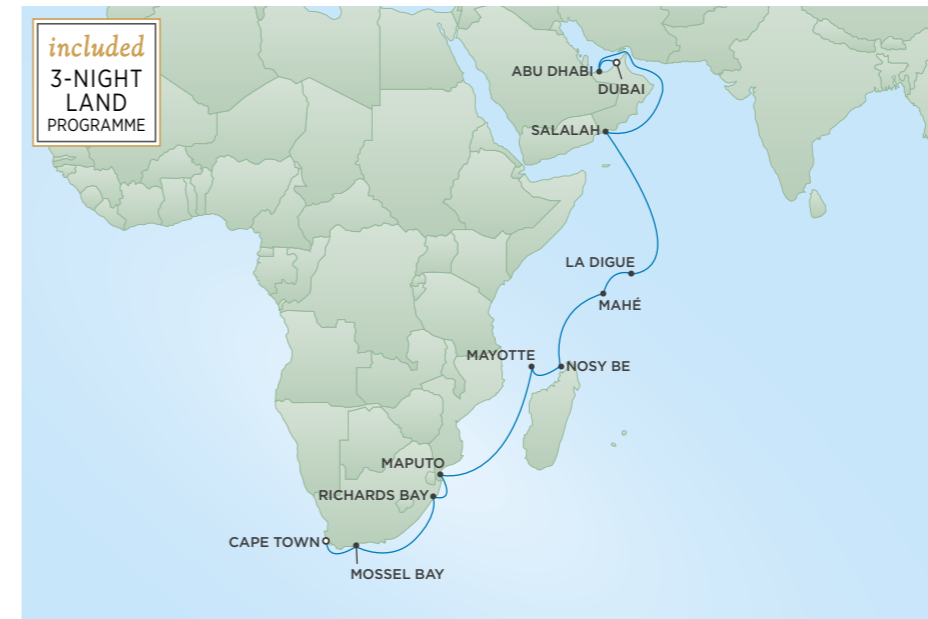 included
3-NIGHT
LAND
PROGRAMME
ABU DHABI
DUBAI
SALALAH
LA DIGUE
MAHÉ
MAYOTTE
NOSY BE
MAPUTO
RICHARDS BAY
CAPE TOWN
MOSSEL BAY